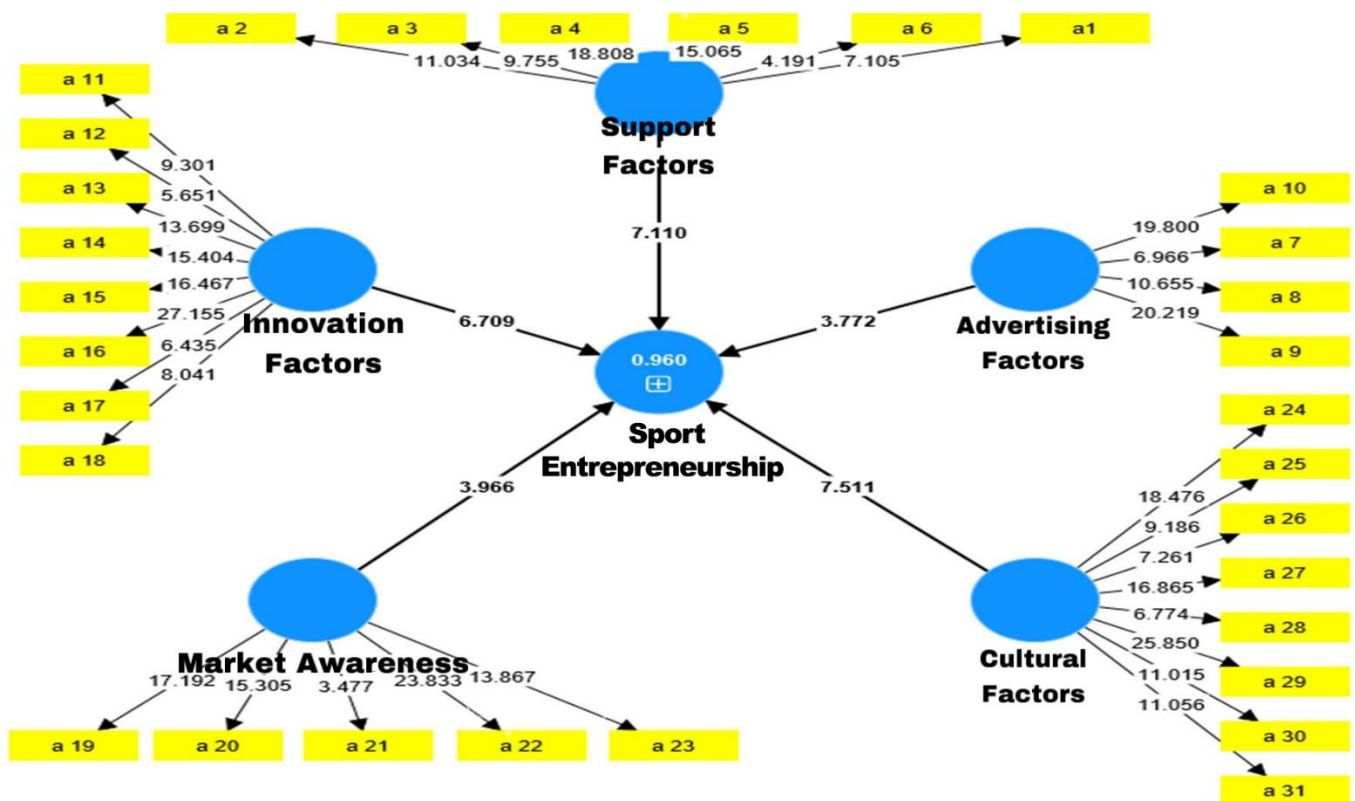 a 2
a 3
a 4
a 5
a 6
a1
11.034
9.755
18.808
15.065
4.191
7.105
Support
Factors
7.110
a 11
a 12
a 13
a 14
a 15
a 16
a 17
a 18
9.301
5.651
13.699
15.404
16.467
27.155
6.435
8.041
Innovation
Factors
6.709
a 10
a 7
a 8
a 9
19.800
6.966
10.655
20.219
Advertising
Factors
3.772
0.960
Sport
Entrepreneurship
3.966
7.511
Market Awareness
17.192
15.305
3.477
23.833
13.867
a 19
a 20
a 21
a 22
a 23
Cultural
Factors
18.476
9.186
7.261
16.865
6.774
25.850
11.015
11.056
a 24
a 25
a 26
a 27
a 28
a 29
a 30
a 31